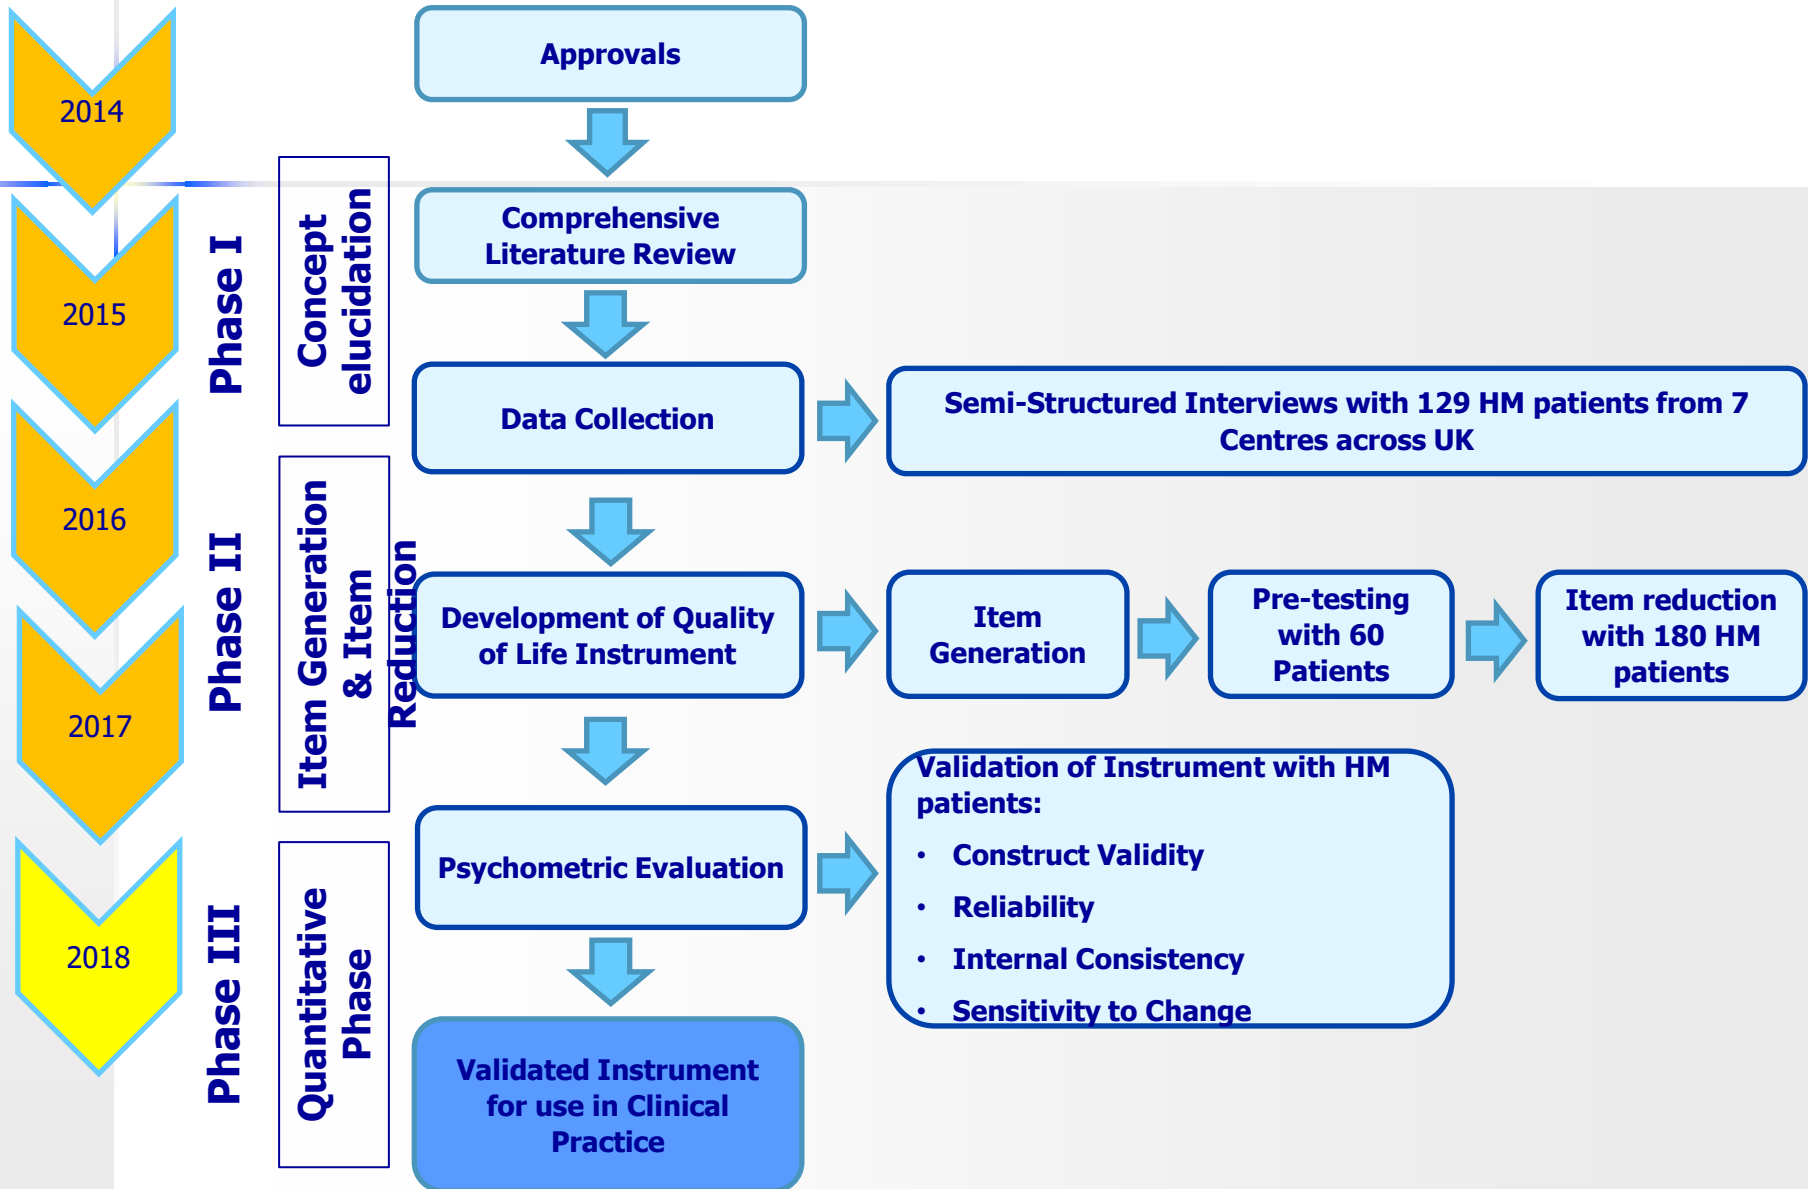 2014
2015
2016
2017
2018
Phase I
Phase II
Phase III
Concept
elucidation
Item Generation
& Item
Reduction
Quantitative
Phase
Approvals
Comprehensive
Literature Review
Data Collection
Semi-Structured Interviews with 129 HM patients from 7
Centres across UK
Development of Quality
of Life Instrument
Item
Generation
Pre-testing
with 60
Patients
Item reduction
with 180 HM
patients
Psychometric Evaluation
Validation of Instrument with HM
patients:
• Construct Validity
• Reliability
• Internal Consistency
• Sensitivity to Change
Validated Instrument
for use in Clinical
Practice